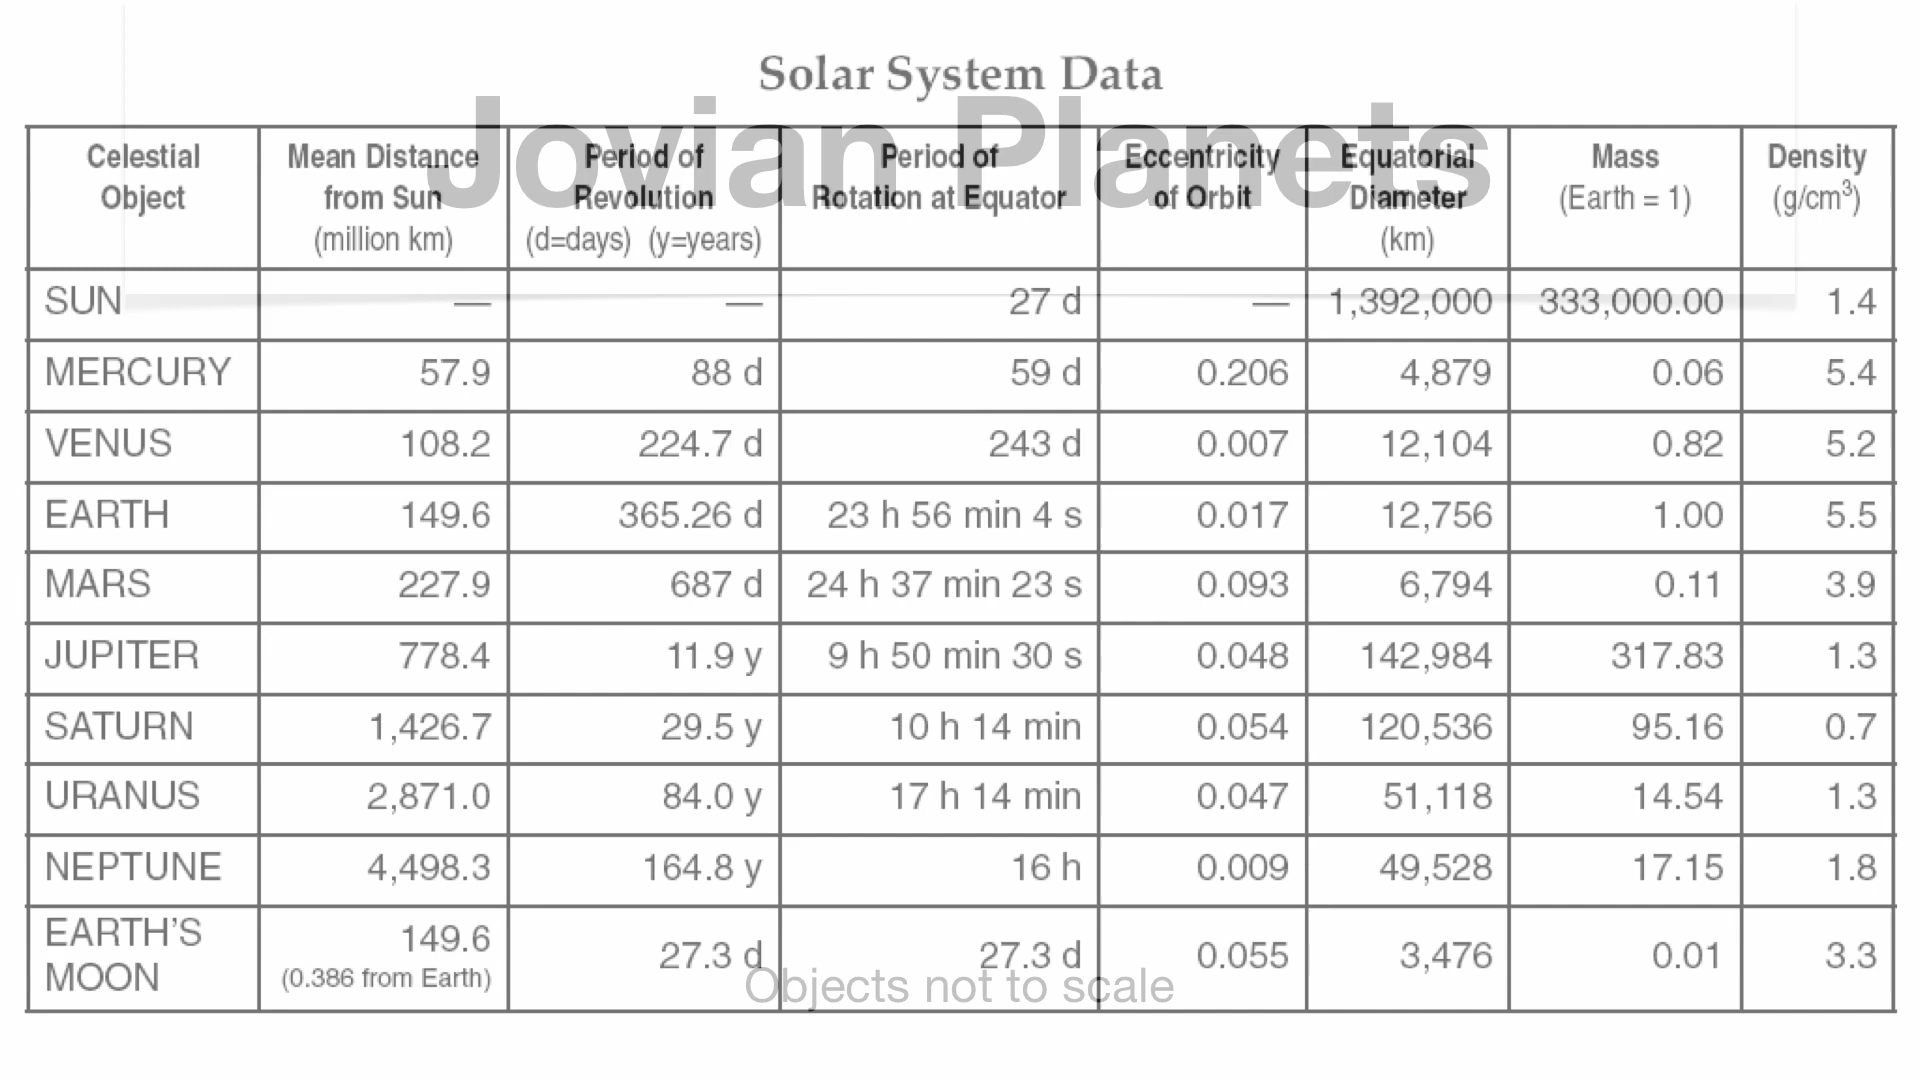 Solar System Data
Jovian Planets
Celestial Object | Mean Distance from Sun (million km) | Period of Revolution (d=days) (y=years) | Period of Rotation at Equator | Eccentricity of Orbit | Equatorial Diameter (km) | Mass (Earth = 1) | Density (g/cm³)
SUN | — | — | 27 d | — | 1,392,000 | 333,000.00 | 1.4
MERCURY | 57.9 | 88 d | 59 d | 0.206 | 4,879 | 0.06 | 5.4
VENUS | 108.2 | 224.7 d | 243 d | 0.007 | 12,104 | 0.82 | 5.2
EARTH | 149.6 | 365.26 d | 23 h 56 min 4 s | 0.017 | 12,756 | 1.00 | 5.5
MARS | 227.9 | 687 d | 24 h 37 min 23 s | 0.093 | 6,794 | 0.11 | 3.9
JUPITER | 778.4 | 11.9 y | 9 h 50 min 30 s | 0.048 | 142,984 | 317.83 | 1.3
SATURN | 1,426.7 | 29.5 y | 10 h 14 min | 0.054 | 120,536 | 95.16 | 0.7
URANUS | 2,871.0 | 84.0 y | 17 h 14 min | 0.047 | 51,118 | 14.54 | 1.3
NEPTUNE | 4,498.3 | 164.8 y | 16 h | 0.009 | 49,528 | 17.15 | 1.8
EARTH'S MOON | 149.6 (0.386 from Earth) | 27.3 d | 27.3 d | 0.055 | 3,476 | 0.01 | 3.3
Objects not to scale